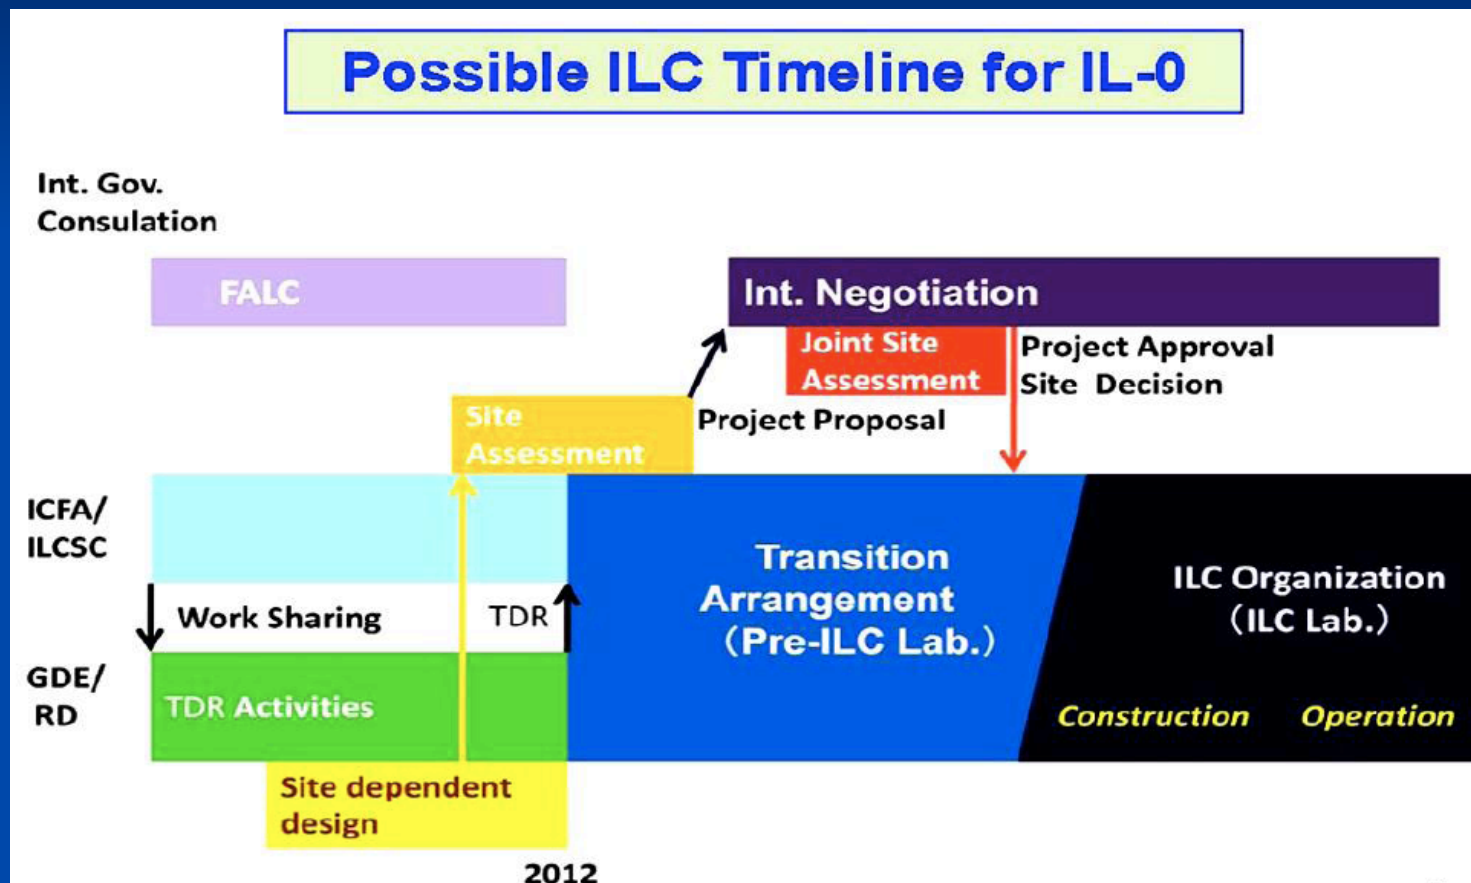 Possible ILC Timeline for IL-0
Int. Gov.
Consulation
FALC
Int. Negotiation
Joint Site
Assessment
Project Approval
Site Decision
Site
Assessment
Project Proposal
ICFA/
ILCSC
Transition
Arrangement
(Pre-ILC Lab.)
ILC Organization
(ILC Lab.)
Work Sharing
TDR
GDE/
RD
TDR Activities
Construction
Operation
Site dependent
design
2012